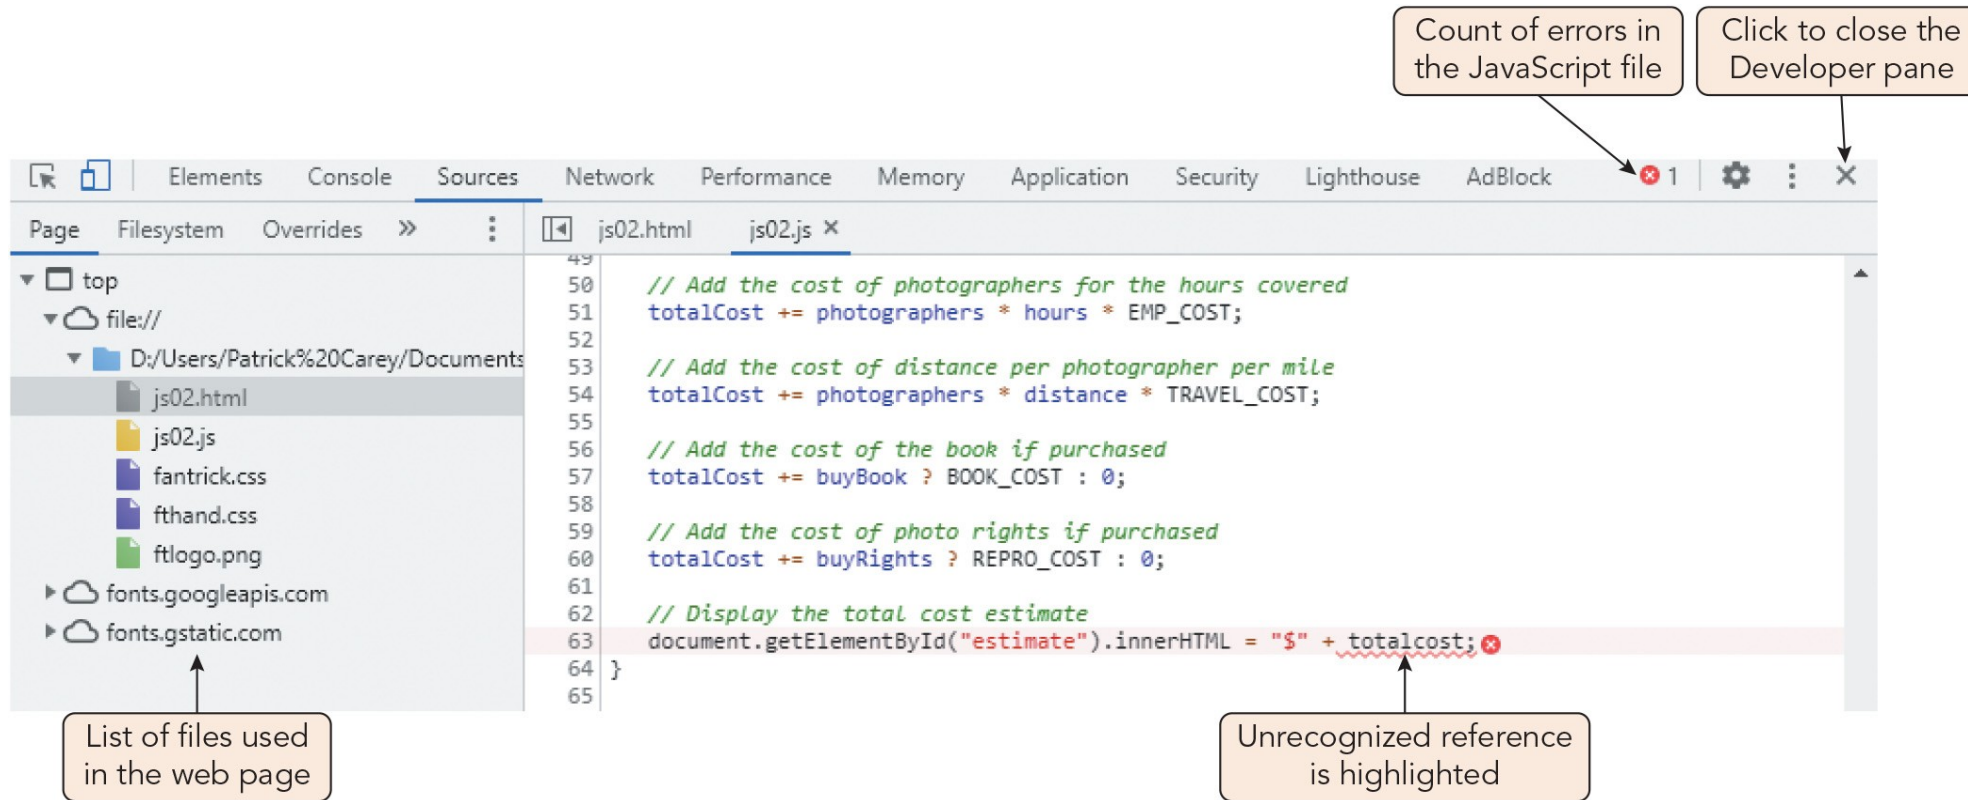 Count of errors in
the JavaScript file
Click to close the
Developer pane
Elements Console Sources Network Performance Memory Application Security Lighthouse AdBlock 1
Page Filesystem Overrides » js02.html js02.js ×
top
file://
D:/Users/Patrick%20Carey/Documents
js02.html
js02.js
fantrick.css
fthand.css
ftlogo.png
fonts.googleapis.com
fonts.gstatic.com
49
50 // Add the cost of photographers for the hours covered
51 totalCost += photographers * hours * EMP_COST;
52
53 // Add the cost of distance per photographer per mile
54 totalCost += photographers * distance * TRAVEL_COST;
55
56 // Add the cost of the book if purchased
57 totalCost += buyBook ? BOOK_COST : 0;
58
59 // Add the cost of photo rights if purchased
60 totalCost += buyRights ? REPRO_COST : 0;
61
62 // Display the total cost estimate
63 document.getElementById("estimate").innerHTML = "$" + totalcost;
64 }
65
List of files used
in the web page
Unrecognized reference
is highlighted